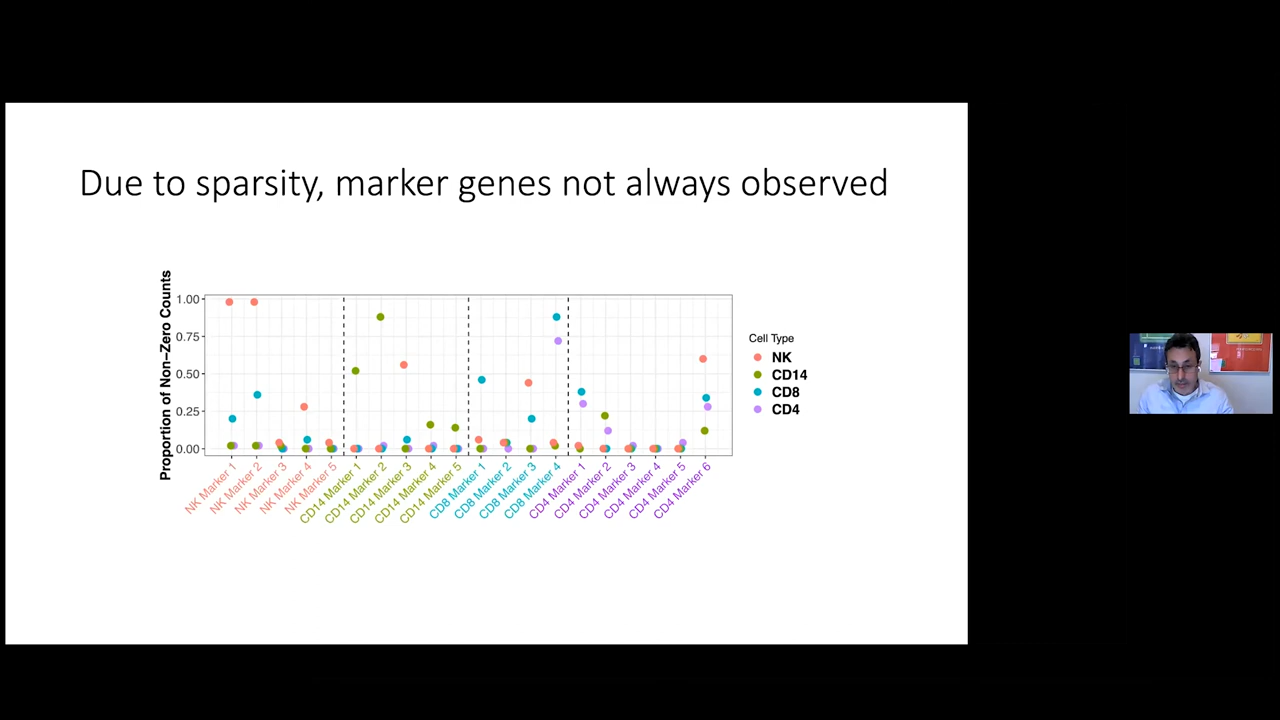 Due to sparsity, marker genes not always observed
Proportion of Non−Zero Counts
1.00
0.75
0.50
0.25
0.00
NK Marker 1
NK Marker 2
NK Marker 3
NK Marker 4
NK Marker 5
CD14 Marker 1
CD14 Marker 2
CD14 Marker 3
CD14 Marker 4
CD14 Marker 5
CD8 Marker 1
CD8 Marker 2
CD8 Marker 3
CD8 Marker 4
CD4 Marker 1
CD4 Marker 2
CD4 Marker 3
CD4 Marker 4
CD4 Marker 5
CD4 Marker 6
Cell Type
NK
CD14
CD8
CD4